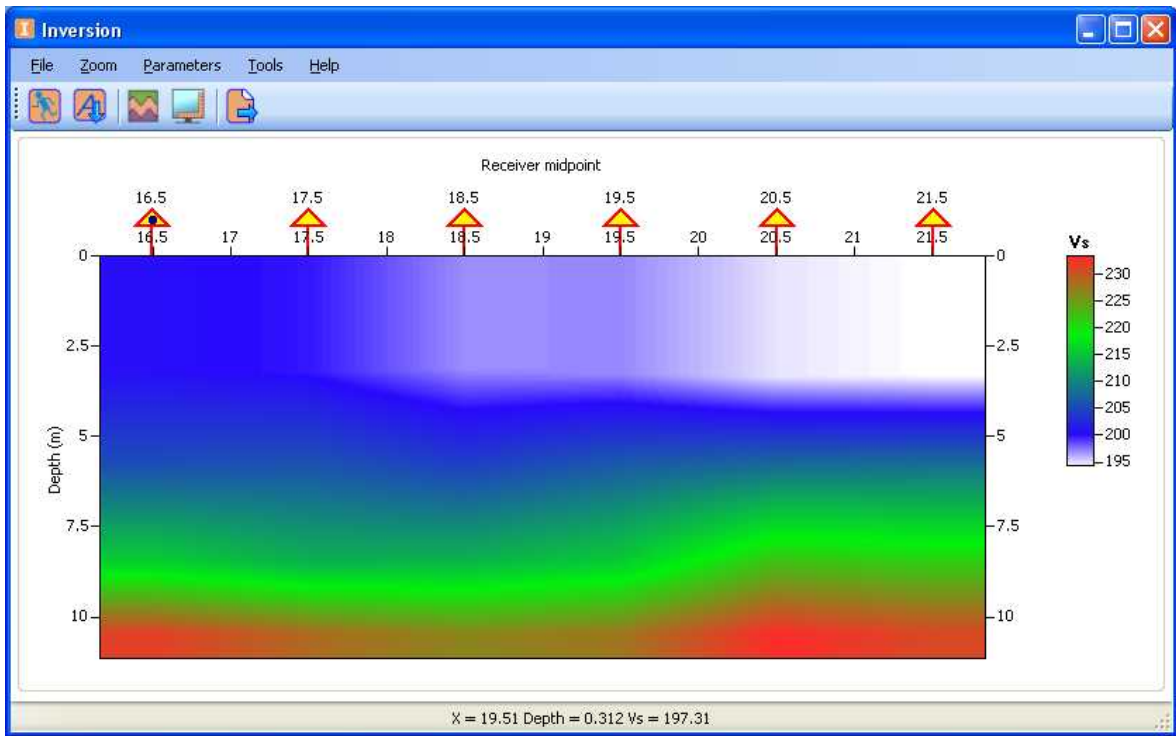 Inversion
File Zoom Parameters Tools Help
Receiver midpoint
16.5 17.5 18.5 19.5 20.5 21.5
16.5 17 17.5 18 18.5 19 19.5 20 20.5 21 21.5
Vs
0 0
230
225
220
2.5 2.5
215
210
205
5 5
200
195
Depth (m)
7.5 7.5
10 10
X = 19.51 Depth = 0.312 Vs = 197.31